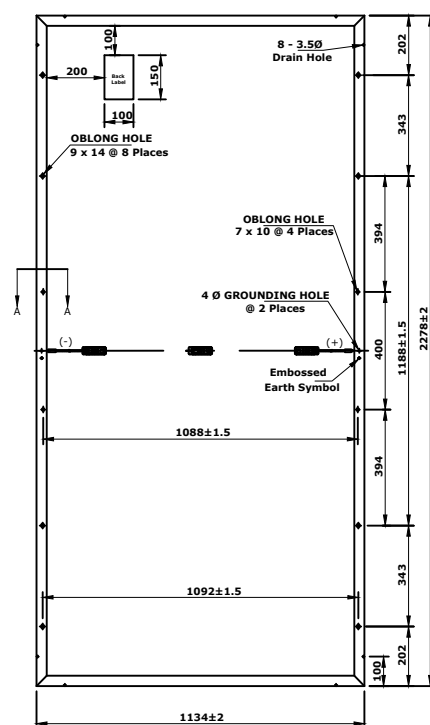 100
202
8 - 3.5Ø
Drain Hole
200
Back
Label
150
100
343
OBLONG HOLE
9 x 14 @ 8 Places
OBLONG HOLE
7 x 10 @ 4 Places
394
A
A
4 Ø GROUNDING HOLE
@ 2 Places
400
1188±1.5
2278±2
(-)
(+)
Embossed
Earth Symbol
1088±1.5
394
343
1092±1.5
100
202
1134±2